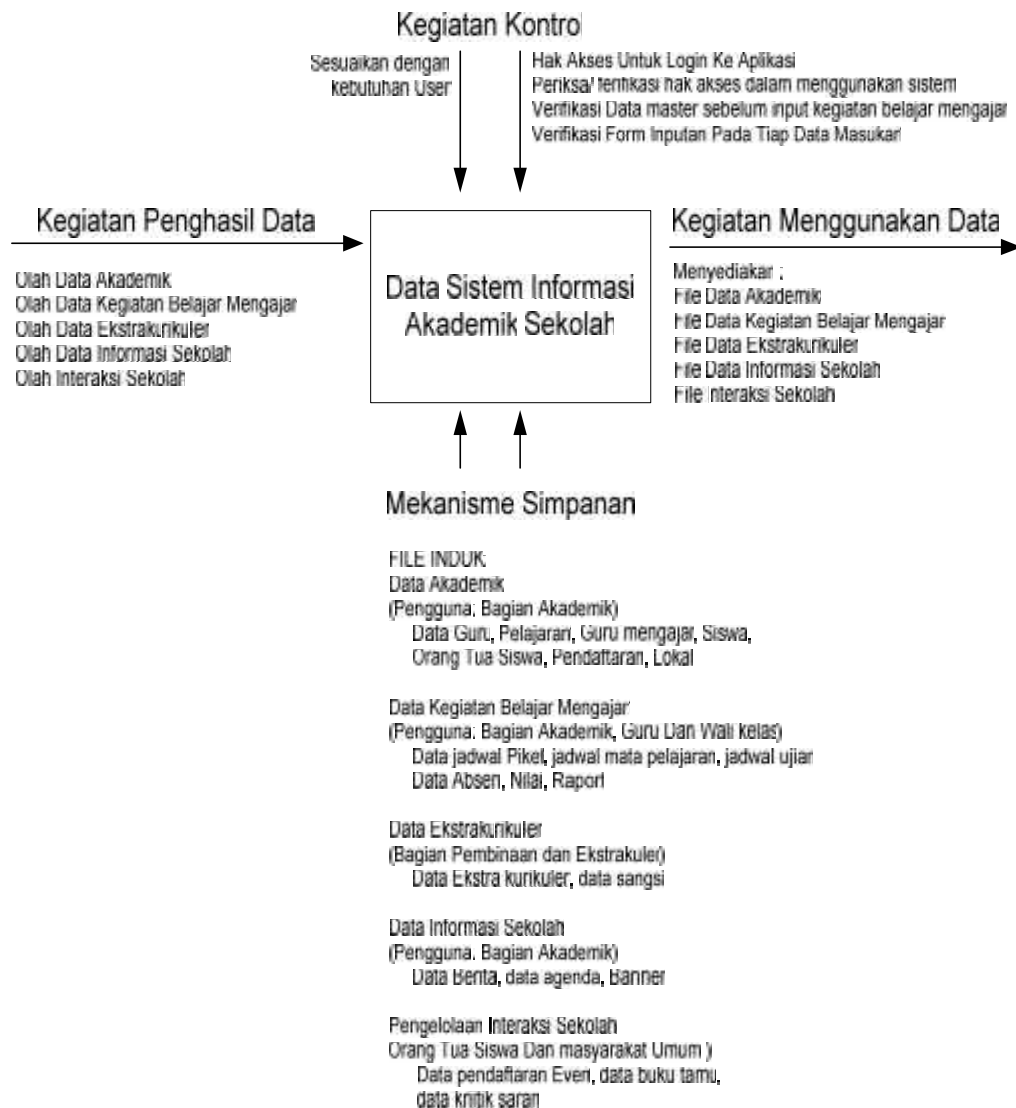 Kegiatan Kontrol
Sesuaikan dengan
kebutuhan User
Hak Akses Untuk Login Ke Aplikasi
Periksa/ Verifikasi hak akses dalam menggunakan sistem
Verifikasi Data master sebelum input kegiatan belajar mengajar
Verifikasi Form Inputan Pada Tiap Data Masukan
Kegiatan Penghasil Data
Olah Data Akademik
Olah Data Kegiatan Belajar Mengajar
Olah Data Ekstrakurikuler
Olah Data Informasi Sekolah
Olah Interaksi Sekolah
Data Sistem Informasi
Akademik Sekolah
Kegiatan Menggunakan Data
Menyediakan :
File Data Akademik
File Data Kegiatan Belajar Mengajar
File Data Ekstrakurikuler
File Data Informasi Sekolah
File Interaksi Sekolah
Mekanisme Simpanan
FILE INDUK
Data Akademik
(Pengguna: Bagian Akademik)
Data Guru, Pelajaran, Guru mengajar, Siswa,
Orang Tua Siswa, Pendaftaran, Lokal
Data Kegiatan Belajar Mengajar
(Pengguna: Bagian Akademik, Guru Dan Wali kelas)
Data jadwal Piket, jadwal mata pelajaran, jadwal ujian
Data Absen, Nilai, Raport
Data Ekstrakurikuler
(Bagian Pembinaan dan Ekstrakuler)
Data Ekstra kurikuler, data sangsi
Data Informasi Sekolah
(Pengguna: Bagian Akademik)
Data Berita, data agenda, Banner
Pengelolaan Interaksi Sekolah
Orang Tua Siswa Dan masyarakat Umum )
Data pendaftaran Even, data buku tamu,
data kritik saran